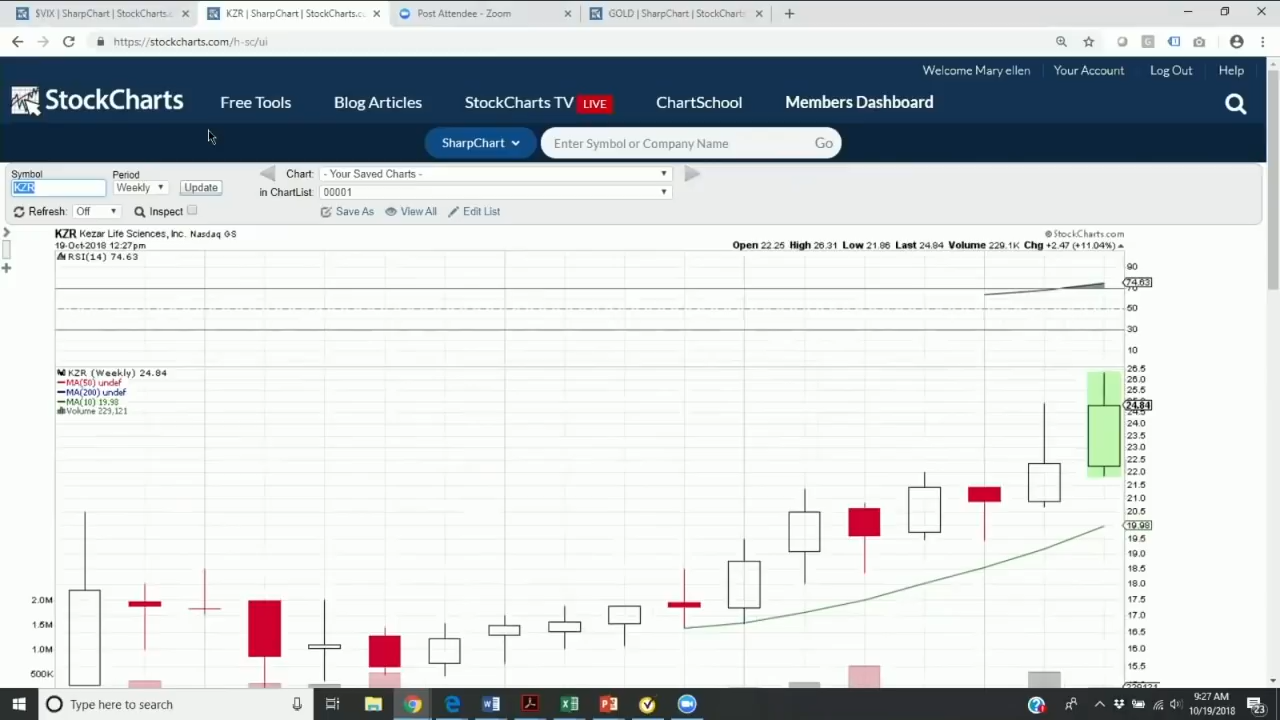 $VIX | SharpChart | StockCharts.c
KZR | SharpChart | StockCharts.c
Post Attendee - Zoom
GOLD | SharpChart | StockCharts
https://stockcharts.com/h-sc/ui
Welcome Mary ellen
Your Account
Log Out
Help
StockCharts
Free Tools
Blog Articles
StockCharts TV LIVE
ChartSchool
Members Dashboard
SharpChart
Enter Symbol or Company Name
Go
Symbol
Period
KZR
Weekly
Update
Chart: - Your Saved Charts -
in ChartList: 00001
Refresh: Off
Inspect
Save As
View All
Edit List
KZR Kezar Life Sciences, Inc. Nasdaq GS
© StockCharts.com
19-Oct-2018 12:27pm
Open 22.25 High 26.31 Low 21.86 Last 24.84 Volume 229.1K Chg +2.47 (+11.04%)
RSI(14) 74.63
90
74.63
70
50
30
10
KZR (Weekly) 24.84
MA(50) undef
MA(200) undef
MA(10) 19.98
Volume 229,121
26.5
26.0
25.5
24.84
24.5
24.0
23.5
23.0
22.5
22.0
21.5
21.0
20.5
19.98
19.5
19.0
18.5
18.0
17.5
17.0
16.5
16.0
15.5
2.0M
1.5M
1.0M
500K
229121
Type here to search
9:27 AM
10/19/2018
23